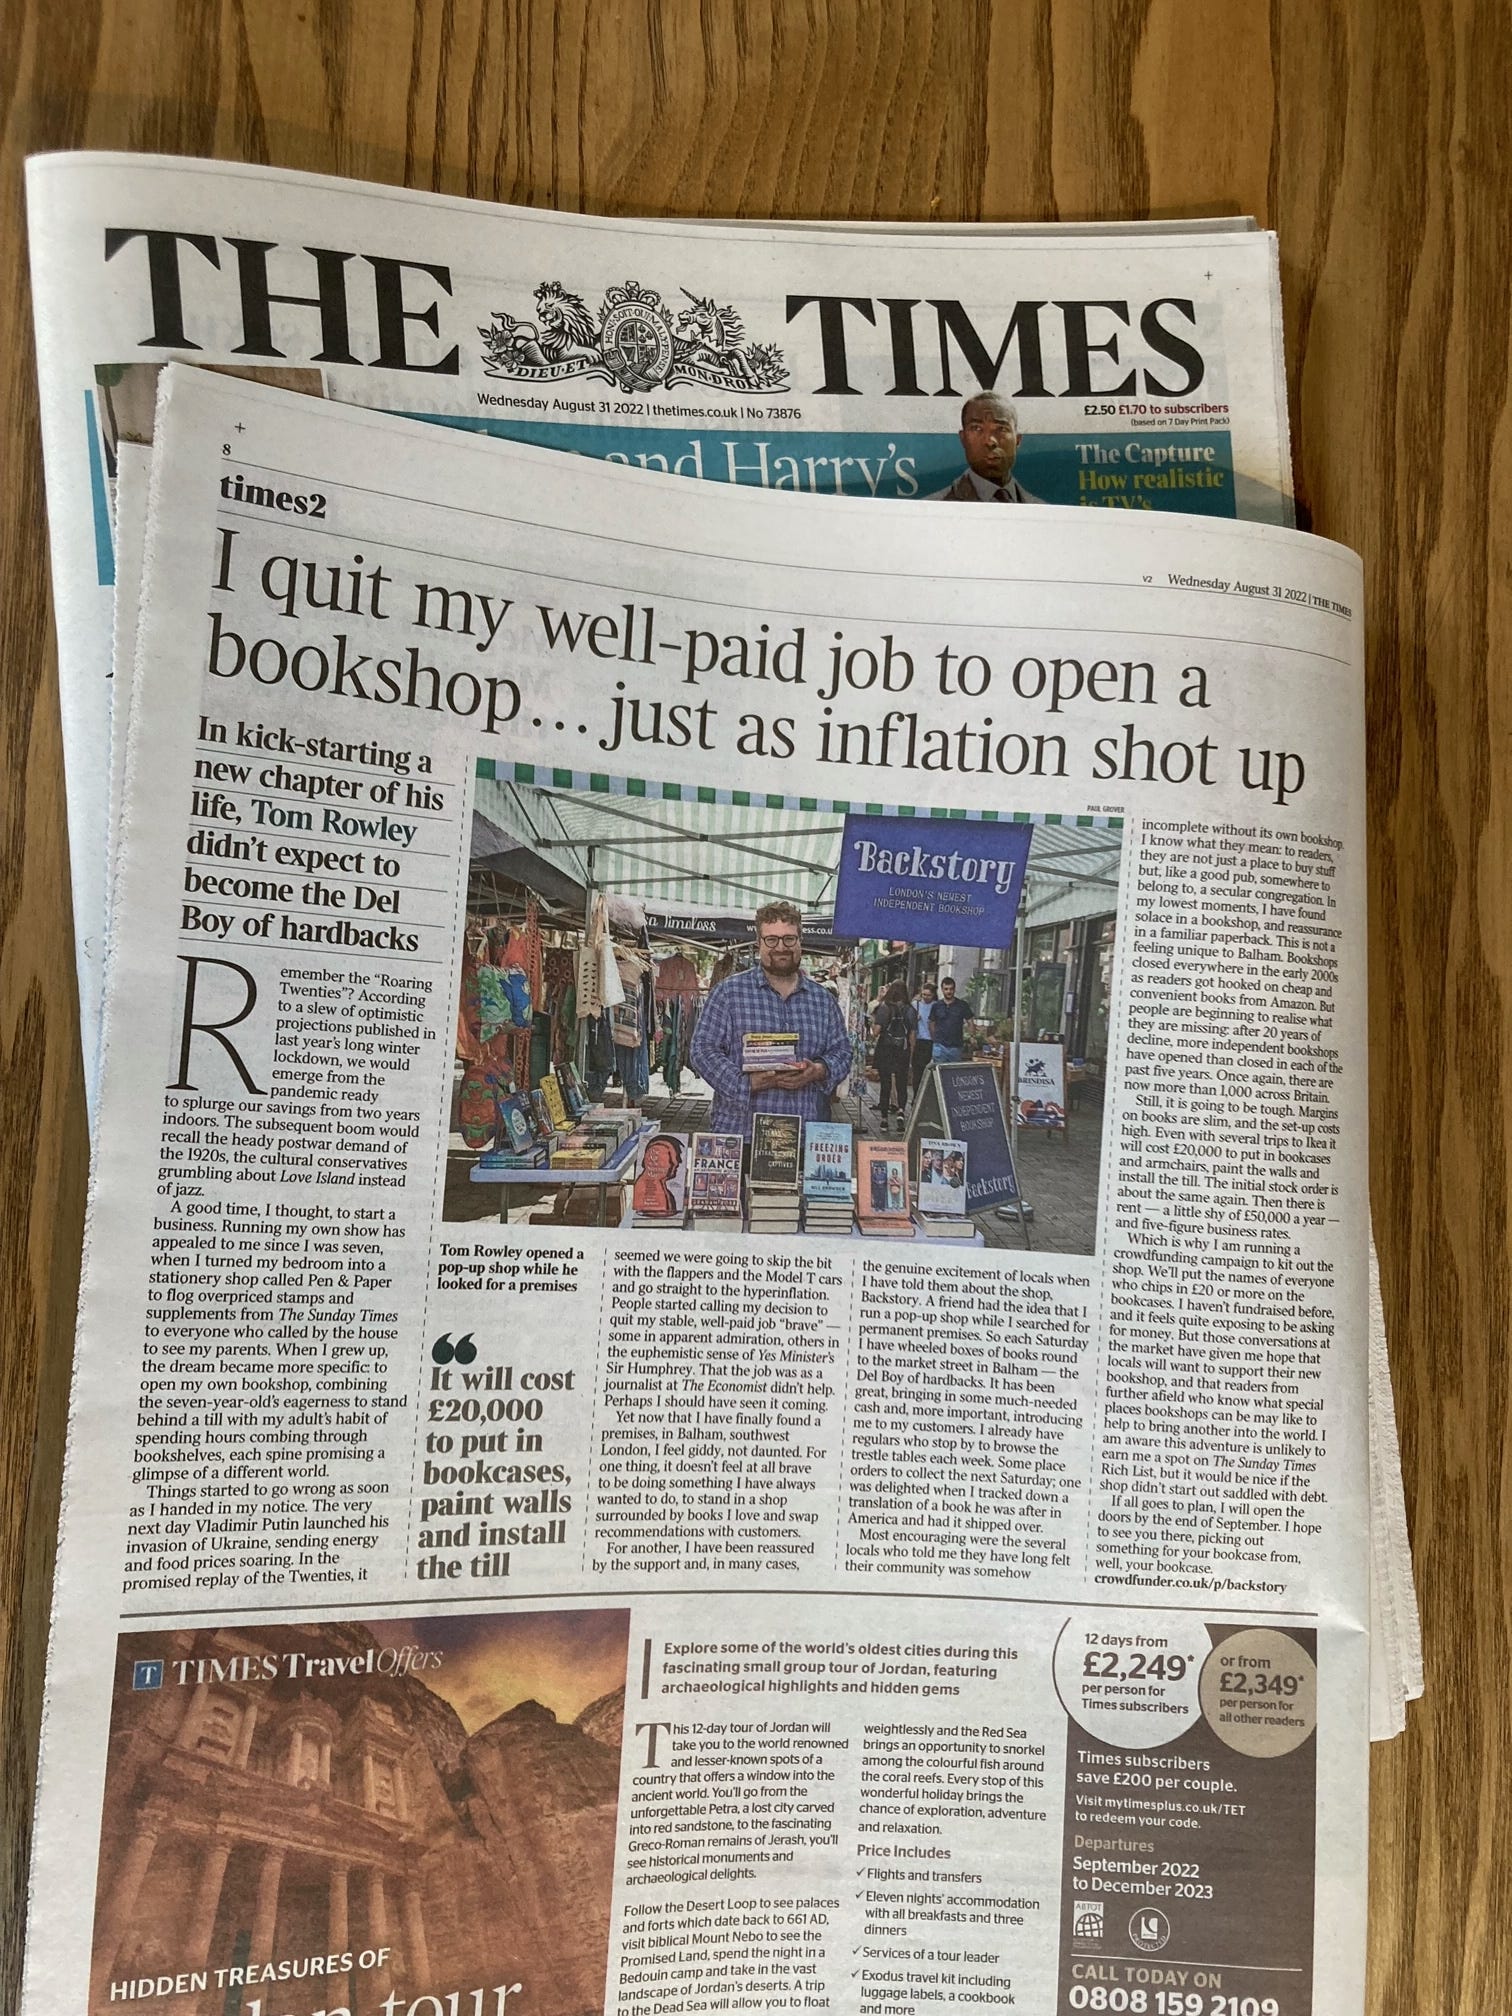 THE TIMES
DIEU·ET MON·DROI
Wednesday August 31 2022 | thetimes.co.uk | No 73876
£2.50 £1.70 to subscribers
(based on 7 Day Print Pack)
and Harry's
The Capture
How realistic
is TV's
8
times2
V2 Wednesday August 31 2022 | THE TIMES
I quit my well-paid job to open a
bookshop...just as inflation shot up
In kick-starting a
new chapter of his
life, Tom Rowley
didn't expect to
become the Del
Boy of hardbacks
Remember the “Roaring
Twenties”? According
to a slew of optimistic
projections published in
last year's long winter
lockdown, we would
emerge from the
pandemic ready
to splurge our savings from two years
indoors. The subsequent boom would
recall the heady postwar demand of
the 1920s, the cultural conservatives
grumbling about Love Island instead
of jazz.
A good time, I thought, to start a
business. Running my own show has
appealed to me since I was seven,
when I turned my bedroom into a
stationery shop called Pen & Paper
to flog overpriced stamps and
supplements from The Sunday Times
to everyone who called by the house
to see my parents. When I grew up,
the dream became more specific: to
open my own bookshop, combining
the seven-year-old's eagerness to stand
behind a till with my adult's habit of
spending hours combing through
bookshelves, each spine promising a
glimpse of a different world.
Things started to go wrong as soon
as I handed in my notice. The very
next day Vladimir Putin launched his
invasion of Ukraine, sending energy
and food prices soaring. In the
promised replay of the Twenties, it
PAUL GROVER
Backstory
LONDON'S NEWEST
INDEPENDENT BOOKSHOP
BRINDISA
LONDON'S
NEWEST
INDEPENDENT
BOOKSHOP
Backstory
FRANCE
FREEZING
ORDER
TINA BROWN
Tom Rowley opened a
pop-up shop while he
looked for a premises
“
It will cost
£20,000
to put in
bookcases,
paint walls
and install
the till
seemed we were going to skip the bit
with the flappers and the Model T cars
and go straight to the hyperinflation.
People started calling my decision to
quit my stable, well-paid job “brave” —
some in apparent admiration, others in
the euphemistic sense of Yes Minister's
Sir Humphrey. That the job was as a
journalist at The Economist didn't help.
Perhaps I should have seen it coming.
Yet now that I have finally found a
premises, in Balham, southwest
London, I feel giddy, not daunted. For
one thing, it doesn't feel at all brave
to be doing something I have always
wanted to do, to stand in a shop
surrounded by books I love and swap
recommendations with customers.
For another, I have been reassured
by the support and, in many cases,
the genuine excitement of locals when
I have told them about the shop,
Backstory. A friend had the idea that I
run a pop-up shop while I searched for
permanent premises. So each Saturday
I have wheeled boxes of books round
to the market street in Balham — the
Del Boy of hardbacks. It has been
great, bringing in some much-needed
cash and, more important, introducing
me to my customers. I already have
regulars who stop by to browse the
trestle tables each week. Some place
orders to collect the next Saturday; one
was delighted when I tracked down a
translation of a book he was after in
America and had it shipped over.
Most encouraging were the several
locals who told me they have long felt
their community was somehow
incomplete without its own bookshop.
I know what they mean: to readers,
they are not just a place to buy stuff
but, like a good pub, somewhere to
belong to, a secular congregation. In
my lowest moments, I have found
solace in a bookshop, and reassurance
in a familiar paperback. This is not a
feeling unique to Balham. Bookshops
closed everywhere in the early 2000s
as readers got hooked on cheap and
convenient books from Amazon. But
people are beginning to realise what
they are missing: after 20 years of
decline, more independent bookshops
have opened than closed in each of the
past five years. Once again, there are
now more than 1,000 across Britain.
Still, it is going to be tough. Margins
on books are slim, and the set-up costs
high. Even with several trips to Ikea it
will cost £20,000 to put in bookcases
and armchairs, paint the walls and
install the till. The initial stock order is
about the same again. Then there is
rent — a little shy of £50,000 a year —
and five-figure business rates.
Which is why I am running a
crowdfunding campaign to kit out the
shop. We'll put the names of everyone
who chips in £20 or more on the
bookcases. I haven't fundraised before,
and it feels quite exposing to be asking
for money. But those conversations at
the market have given me hope that
locals will want to support their new
bookshop, and that readers from
further afield who know what special
places bookshops can be may like to
help to bring another into the world. I
am aware this adventure is unlikely to
earn me a spot on The Sunday Times
Rich List, but it would be nice if the
shop didn't start out saddled with debt.
If all goes to plan, I will open the
doors by the end of September. I hope
to see you there, picking out
something for your bookcase from,
well, your bookcase.
crowdfunder.co.uk/p/backstory
T TIMES Travel Offers
HIDDEN TREASURES OF
tour
Explore some of the world's oldest cities during this
fascinating small group tour of Jordan, featuring
archaeological highlights and hidden gems
This 12-day tour of Jordan will
take you to the world renowned
and lesser-known spots of a
country that offers a window into the
ancient world. You'll go from the
unforgettable Petra, a lost city carved
into red sandstone, to the fascinating
Greco-Roman remains of Jerash, you'll
see historical monuments and
archaeological delights.
Follow the Desert Loop to see palaces
and forts which date back to 661 AD,
visit biblical Mount Nebo to see the
Promised Land, spend the night in a
Bedouin camp and take in the vast
landscape of Jordan's deserts. A trip
to the Dead Sea will allow you to float
weightlessly and the Red Sea
brings an opportunity to snorkel
among the colourful fish around
the coral reefs. Every stop of this
wonderful holiday brings the
chance of exploration, adventure
and relaxation.
Price Includes
✓ Flights and transfers
✓ Eleven nights' accommodation
with all breakfasts and three
dinners
✓ Services of a tour leader
✓ Exodus travel kit including
luggage labels, a cookbook
and more
12 days from
£2,249*
per person for
Times subscribers
or from
£2,349*
per person for
all other readers
Times subscribers
save £200 per couple.
Visit mytimesplus.co.uk/TET
to redeem your code.
Departures
September 2022
to December 2023
ABTOT
CALL TODAY ON
0808 159 2109